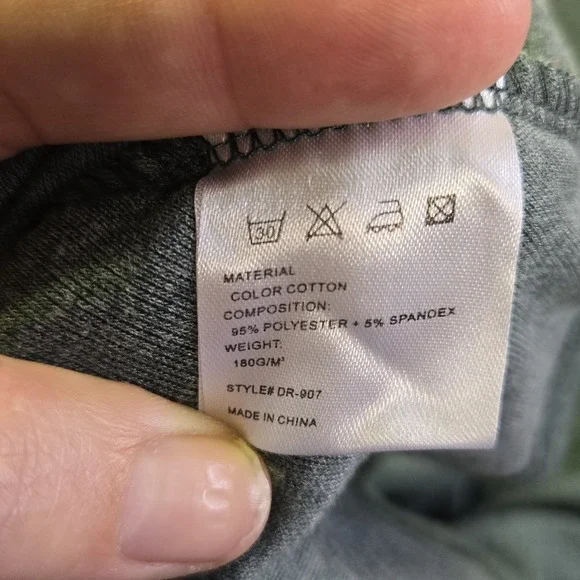 30
MATERIAL
COLOR COTTON
COMPOSITION:
95% POLYESTER + 5% SPANDEX
WEIGHT:
180G/M²
STYLE# DR-907
MADE IN CHINA